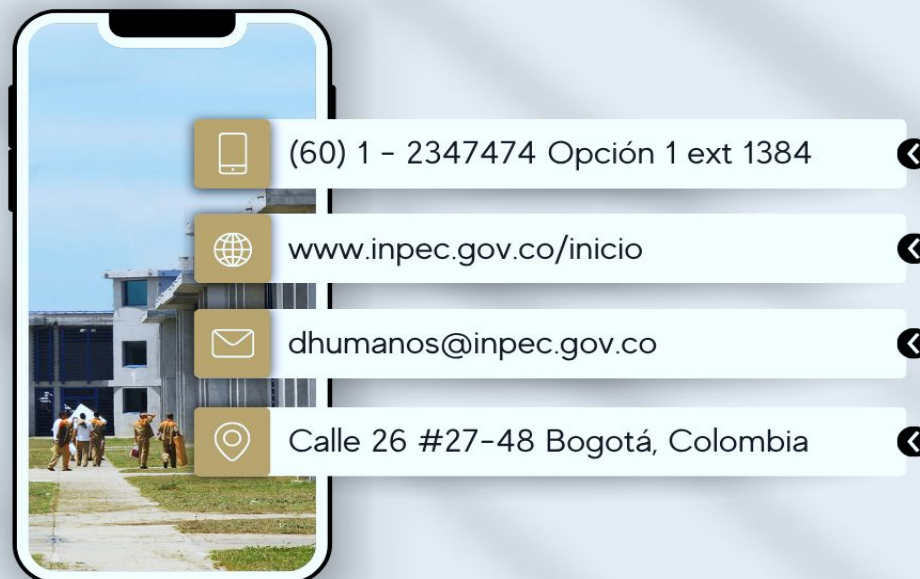 (60) 1 - 2347474 Opción 1 ext 1384
www.inpec.gov.co/inicio
dhumanos@inpec.gov.co
Calle 26 #27-48 Bogotá, Colombia